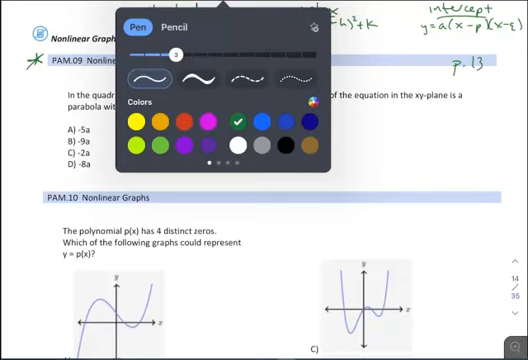 intercept
-h)²+K
y=a(x-p)(x-q)
Nonlinear Graphs
PAM.09 Nonline
p.13
In the quadr
of the equation in the xy-plane is a
parabola with
A) -5a
B) -9a
C) -2a
D) -8a
Pen
Pencil
3
Colors
PAM.10 Nonlinear Graphs
The polynomial p(x) has 4 distinct zeros.
Which of the following graphs could represent
y = p(x)?
y
x
y
x
C)
14
/
35